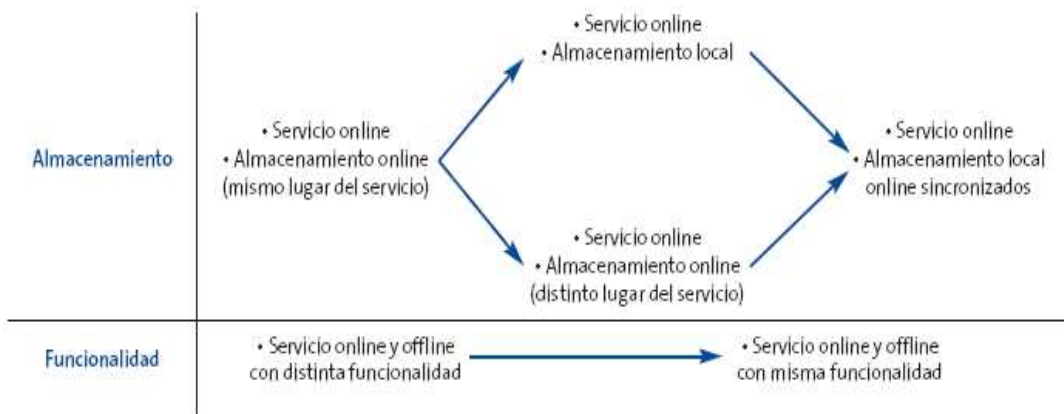 • Servicio online
• Almacenamiento local
Almacenamiento
• Servicio online
• Almacenamiento online
(mismo lugar del servicio)
• Servicio online
• Almacenamiento local
online sincronizados
• Servicio online
• Almacenamiento online
(distinto lugar del servicio)
Funcionalidad
• Servicio online y offline
con distinta funcionalidad
• Servicio online y offline
con misma funcionalidad